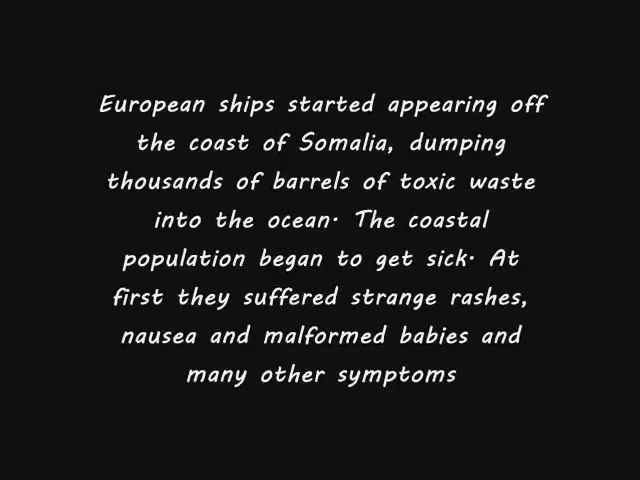 European ships started appearing off
the coast of Somalia, dumping
thousands of barrels of toxic waste
into the ocean. The coastal
population began to get sick. At
first they suffered strange rashes,
nausea and malformed babies and
many other symptoms